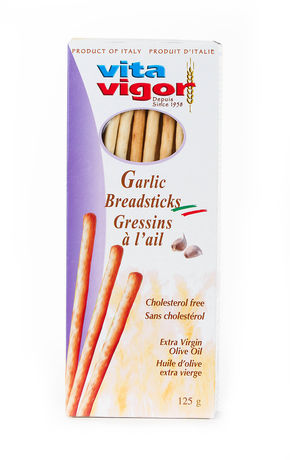 PRODUCT OF ITALY PRODUIT D'ITALIE
vita
vigor
Depuis
Since 1958
Garlic
Breadsticks
Gressins
à l'ail
Cholesterol free
Sans cholestérol
Extra Virgin
Olive Oil
Huile d'olive
extra vierge
125 g